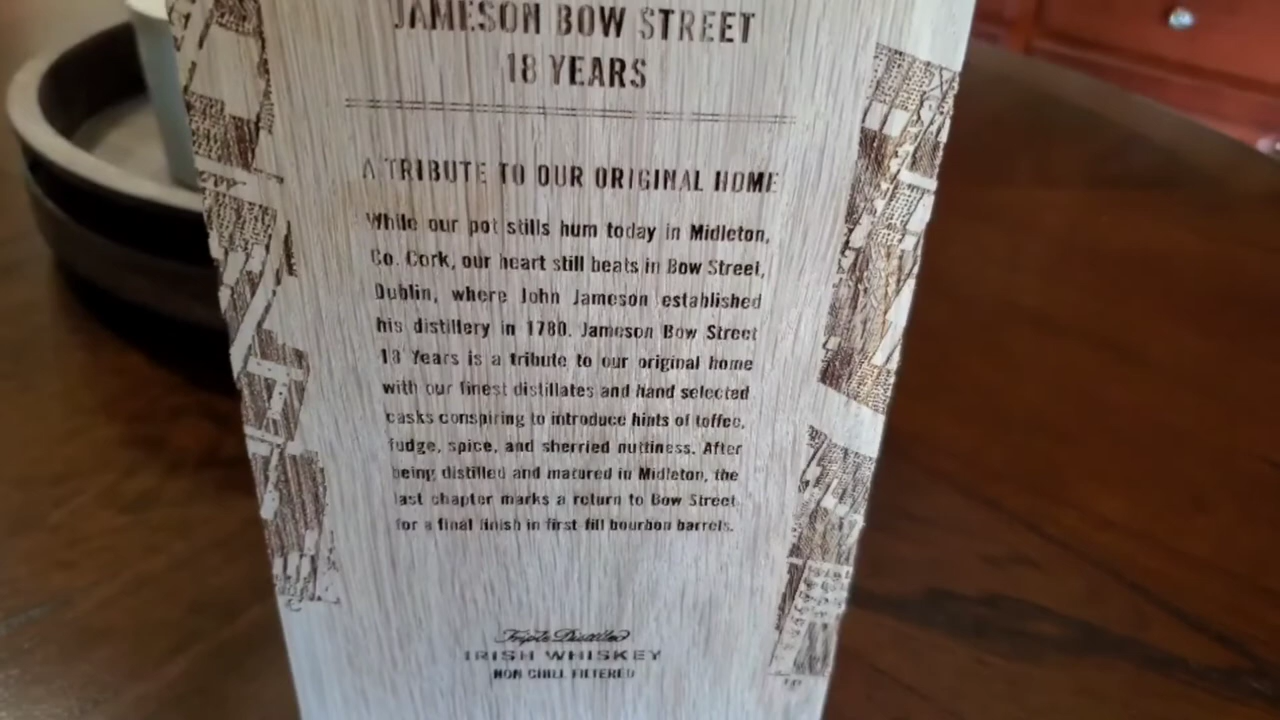 JAMESON BOW STREET
18 YEARS
A TRIBUTE TO OUR ORIGINAL HOME
While our pot stills hum today in Midleton,
Co. Cork, our heart still beats in Bow Street,
Dublin, where John Jameson established
his distillery in 1780. Jameson Bow Street
18 Years is a tribute to our original home
with our finest distillates and hand selected
casks conspiring to introduce hints of toffee,
fudge, spice, and sherried nuttiness. After
being distilled and matured in Midleton, the
last chapter marks a return to Bow Street
for a final finish in first fill bourbon barrels.
Triple Distilled
IRISH WHISKEY
NON CHILL FILTERED